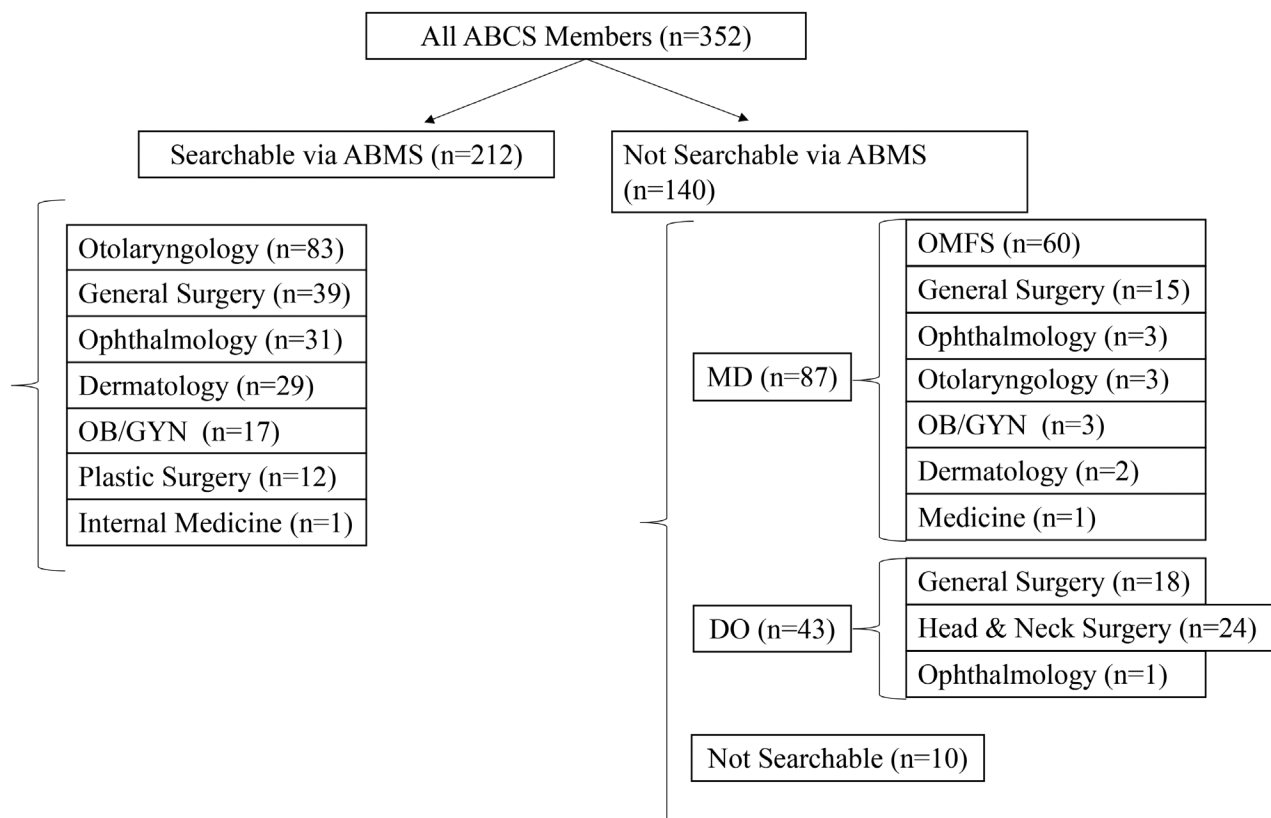 All ABCS Members (n=352)
Searchable via ABMS (n=212)
Not Searchable via ABMS
(n=140)
Otolaryngology (n=83)
General Surgery (n=39)
Ophthalmology (n=31)
Dermatology (n=29)
OB/GYN (n=17)
Plastic Surgery (n=12)
Internal Medicine (n=1)
MD (n=87)
OMFS (n=60)
General Surgery (n=15)
Ophthalmology (n=3)
Otolaryngology (n=3)
OB/GYN (n=3)
Dermatology (n=2)
Medicine (n=1)
DO (n=43)
General Surgery (n=18)
Head & Neck Surgery (n=24)
Ophthalmology (n=1)
Not Searchable (n=10)